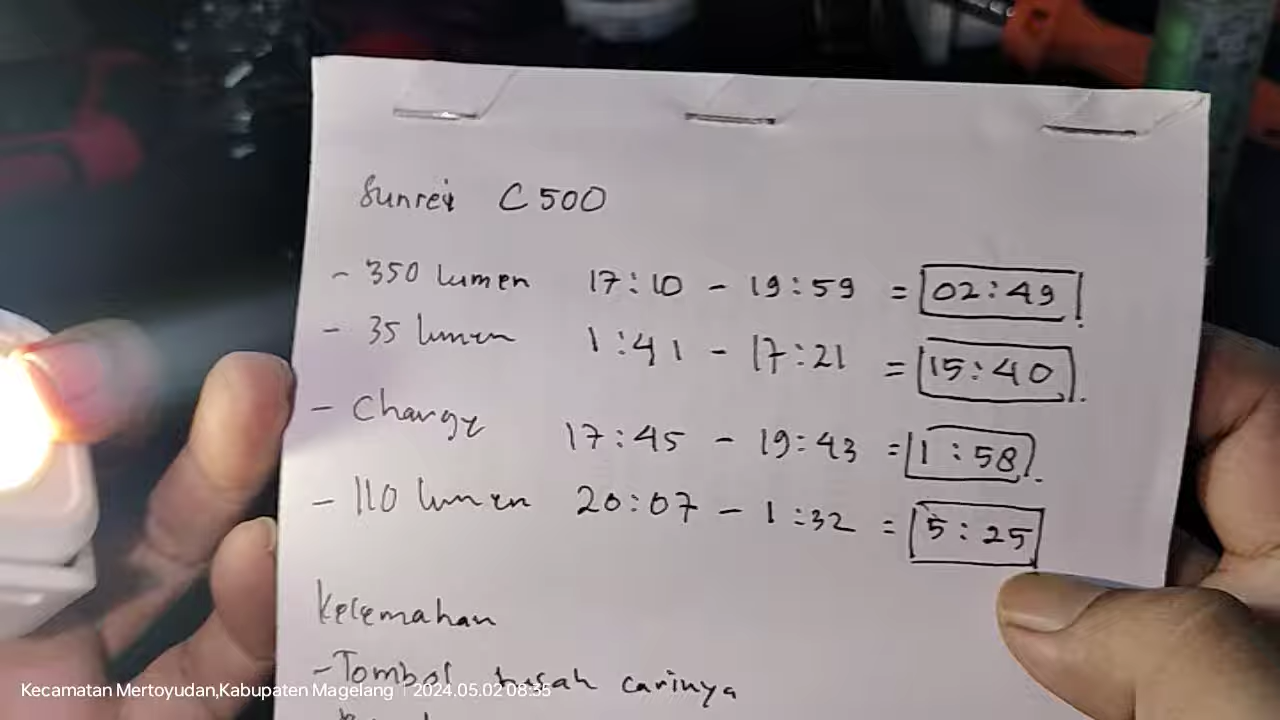 Sunrei C500
- 350 lumen 17:10 - 19:59 = 02:49
- 35 lumen 1:41 - 17:21 = 15:40
- Charge 17:45 - 19:43 = 1:58
- 110 lumen 20:07 - 1:32 = 5:25
Kelemahan
- Tombol susah carinya
Kecamatan Mertoyudan,Kabupaten Magelang | 2024.05.02 08:35